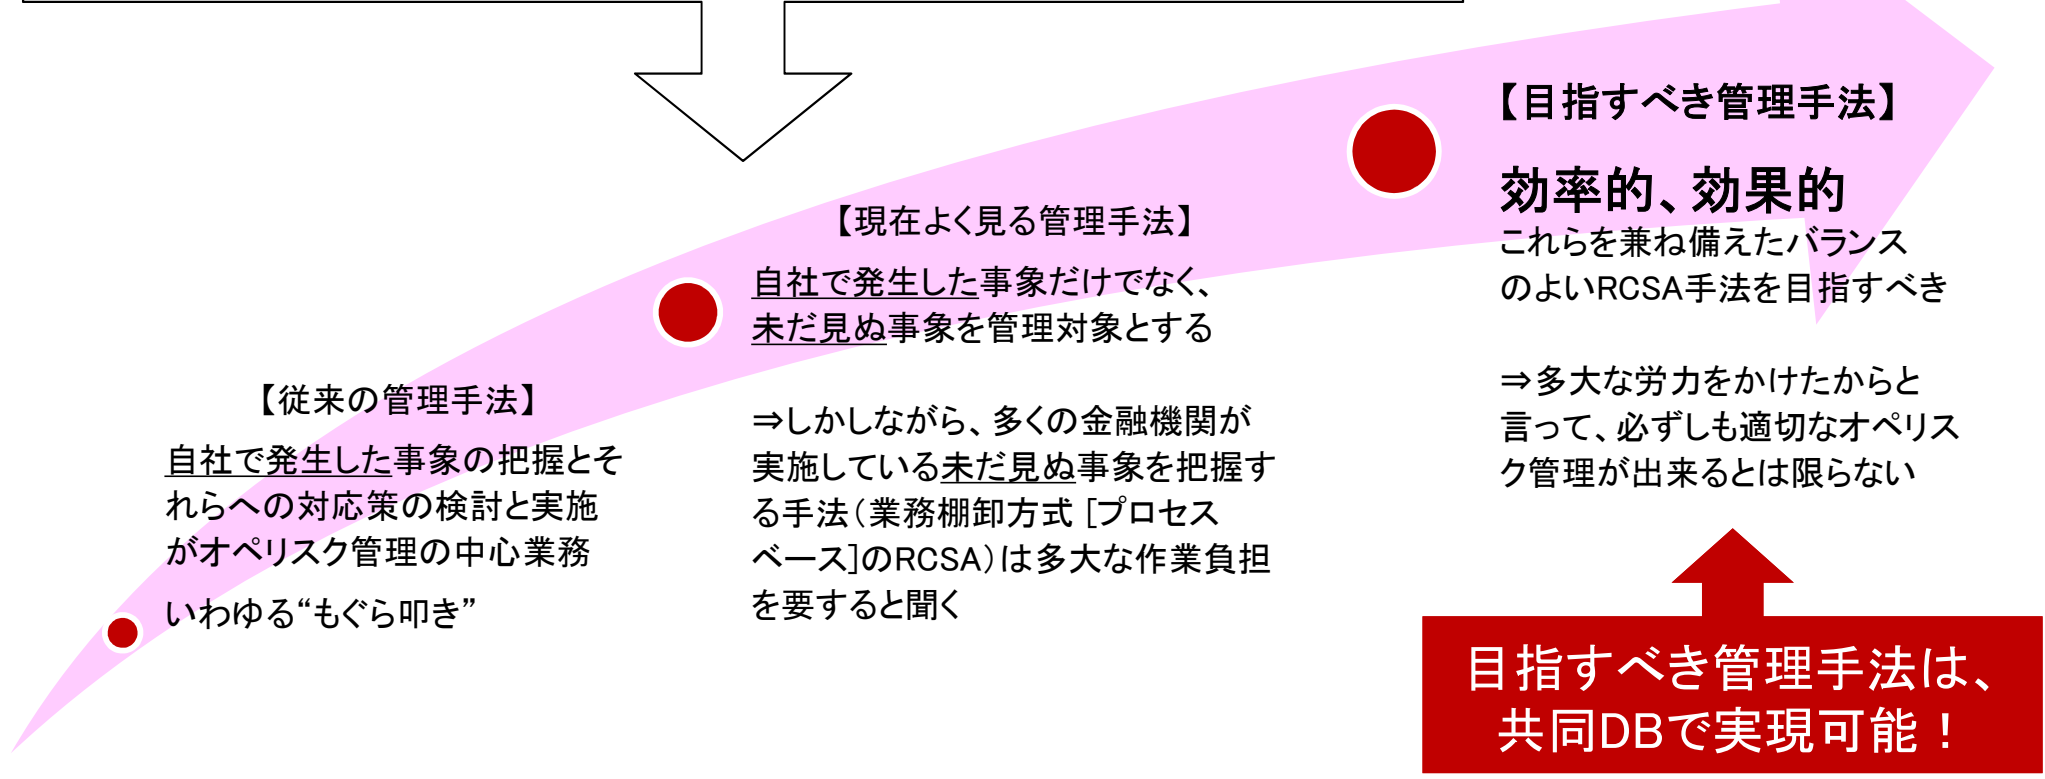 【従来の管理手法】
自社で発生した事象の把握とそ
れらへの対応策の検討と実施
がオペリスク管理の中心業務
いわゆる“もぐら叩き”
【現在よく見る管理手法】
自社で発生した事象だけでなく、
未だ見ぬ事象を管理対象とする
⇒しかしながら、多くの金融機関が
実施している未だ見ぬ事象を把握す
る手法（業務棚卸方式 [プロセス
ベース]のRCSA）は多大な作業負担
を要すると聞く
【目指すべき管理手法】
効率的、効果的
これらを兼ね備えたバランス
のよいRCSA手法を目指すべき
⇒多大な労力をかけたからと
言って、必ずしも適切なオペリス
ク管理が出来るとは限らない
目指すべき管理手法は、
共同DBで実現可能！